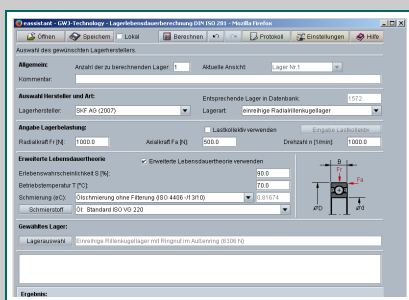 eassistant - GWJ-Technology - Lagerlebensdauerberechnung DIN ISO 281 - Mozilla Firefox
Öffnen Speichern Lokal Berechnen Protokoll Einstellungen Hilfe
Auswahl des gewünschten Lagerherstellers.
Allgemein: Anzahl der zu berechnenden Lager: 1 Aktuelle Ansicht: Lager Nr.1
Kommentar:
Auswahl Hersteller und Art: Entsprechende Lager in Datenbank: 1572
Lagerhersteller: SKF AG (2007) Lagerart: einreihige Radialrillenkugellager
Angabe Lagerbelastung: Lastkollektiv verwenden Eingabe Lastkollektiv
Radialkraft Fr [N]: 1000.0 Axialkraft Fa [N]: 500.0 Drehzahl n [1/min]: 1000.0
Erweiterte Lebensdauertheorie Erweiterte Lebensdauertheorie verwenden
Erlebenswahrscheinlichkeit S [%]: 90.0
Betriebstemperatur T [°C]: 70.0
Schmierung (eC): Ölschmierung ohne Filterung (ISO 4406 -/13/10) 0.81674
Schmierstoff Öl: Standard ISO VG 220
B
Fr
Fa
øD ød
Gewähltes Lager:
Lagerauswahl Einreihige Rillenkugellager mit Ringnut im Außenring (6306 N)
Ergebnis: